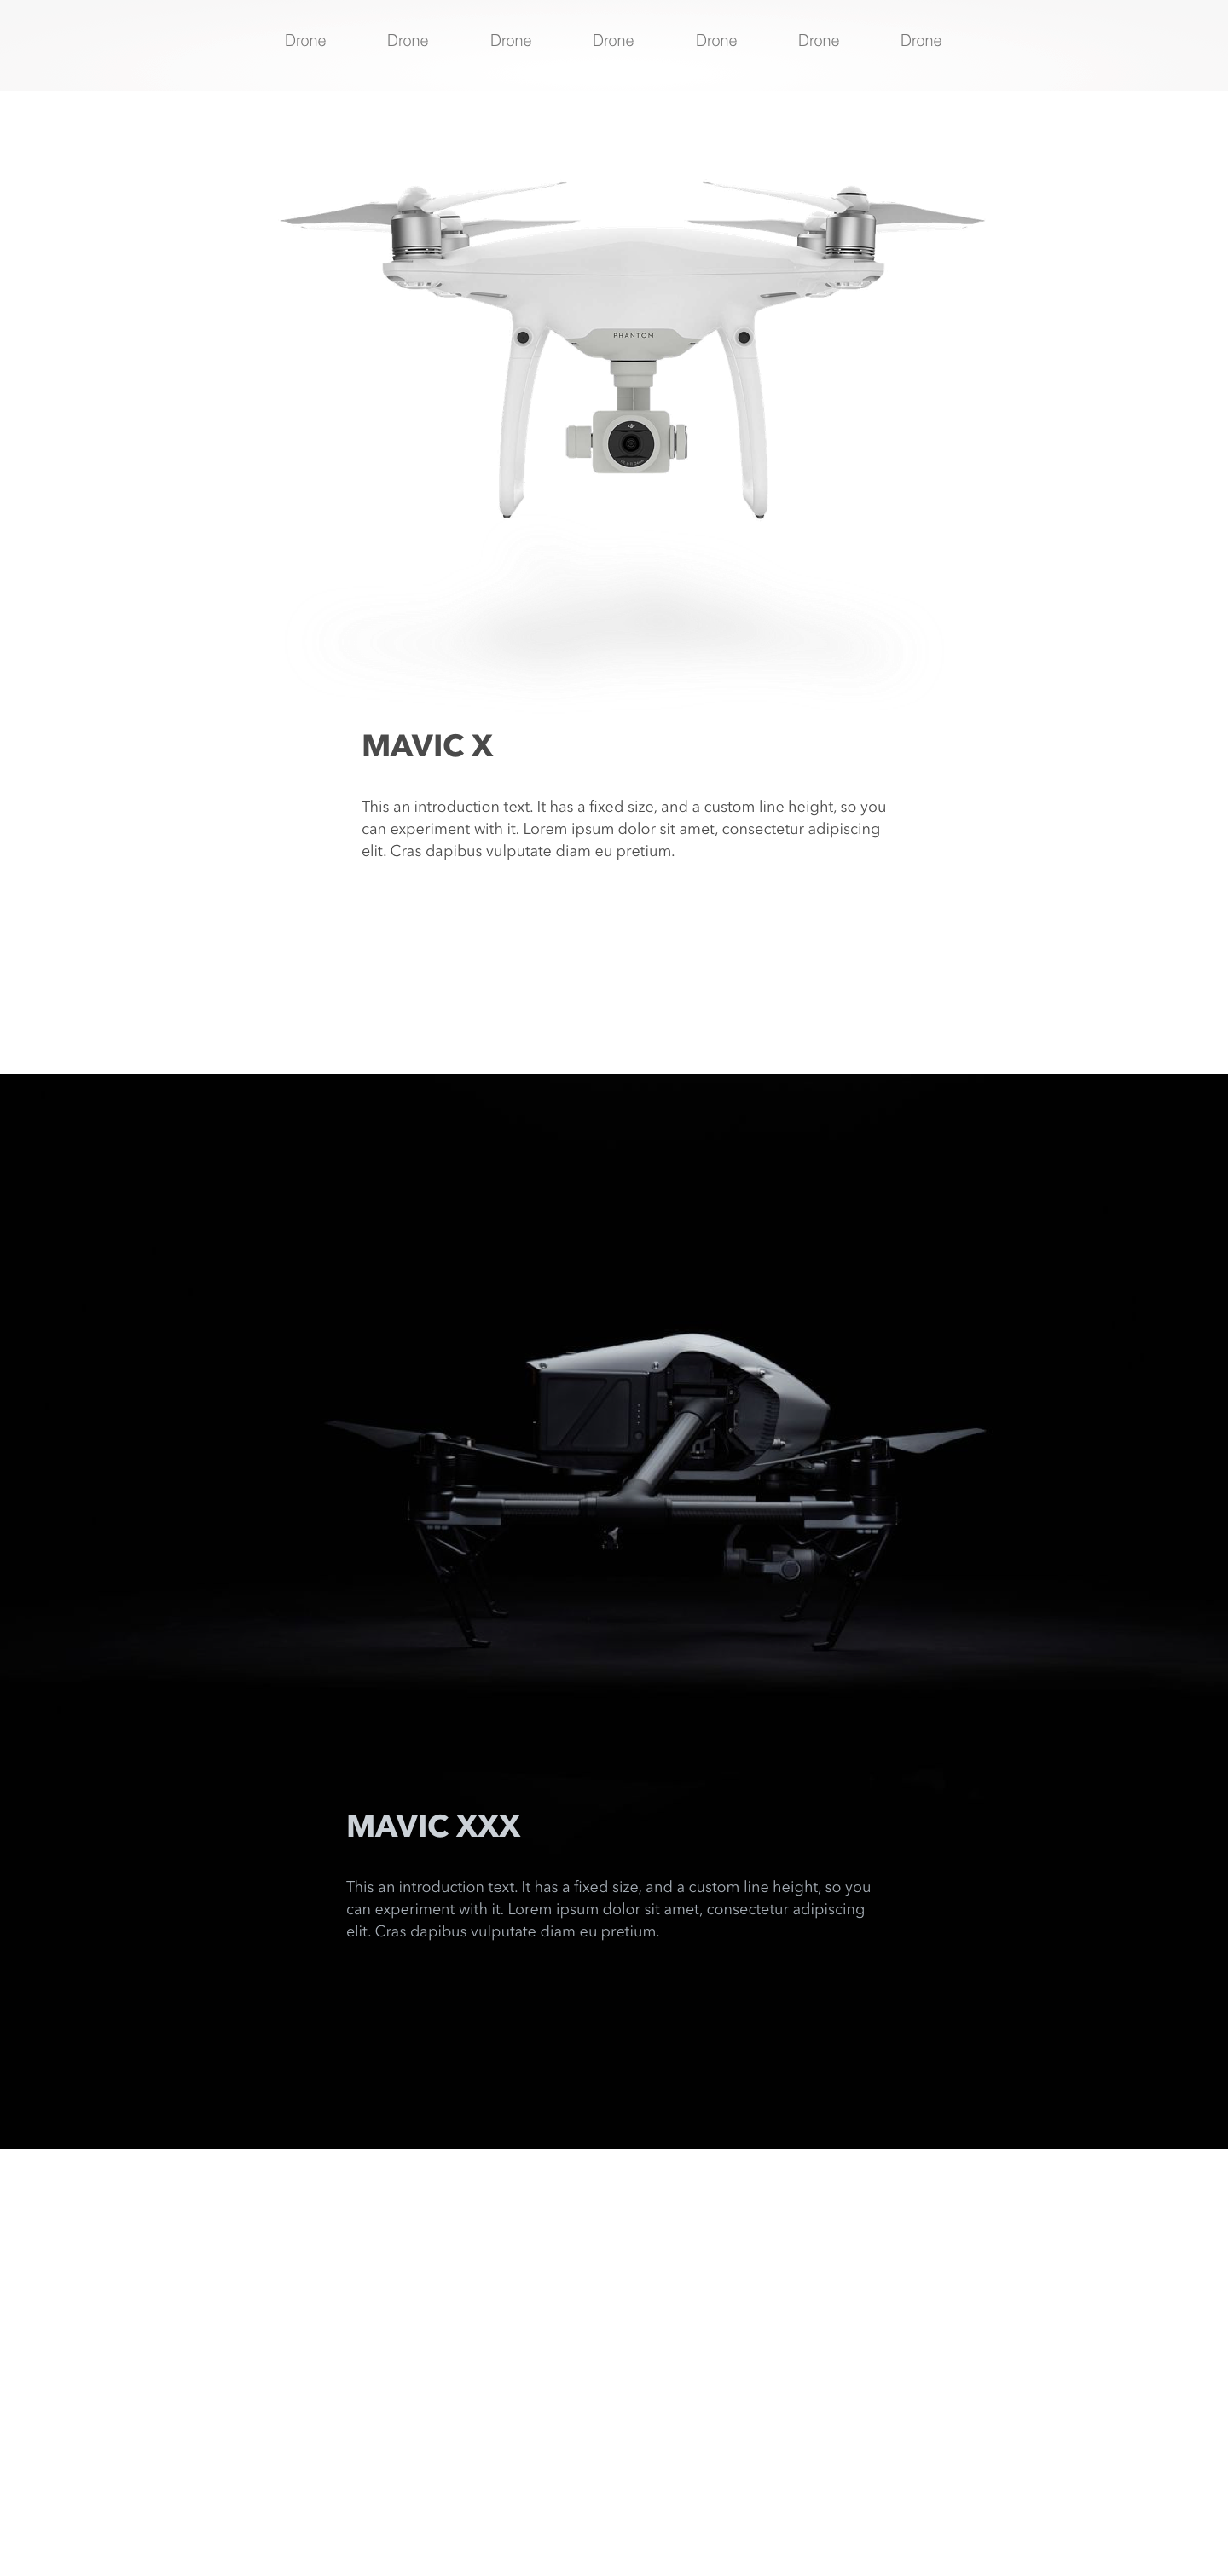 Drone Drone Drone Drone Drone Drone Drone
PHANTOM
dji
MAVIC X
This an introduction text. It has a fixed size, and a custom line height, so you
can experiment with it. Lorem ipsum dolor sit amet, consectetur adipiscing
elit. Cras dapibus vulputate diam eu pretium.
MAVIC XXX
This an introduction text. It has a fixed size, and a custom line height, so you
can experiment with it. Lorem ipsum dolor sit amet, consectetur adipiscing
elit. Cras dapibus vulputate diam eu pretium.